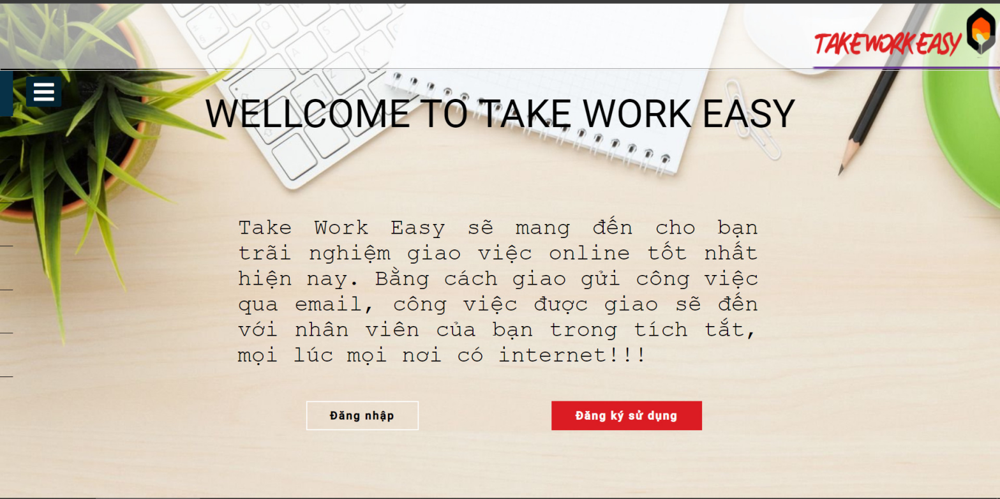 TAKEWORKEASY
WELLCOME TO TAKE WORK EASY
Take Work Easy sẽ mang đến cho bạn
trãi nghiệm giao việc online tốt nhất
hiện nay. Bằng cách giao gửi công việc
qua email, công việc được giao sẽ đến
với nhân viên của bạn trong tích tắt,
mọi lúc mọi nơi có internet!!!
Đăng nhập
Đăng ký sử dụng